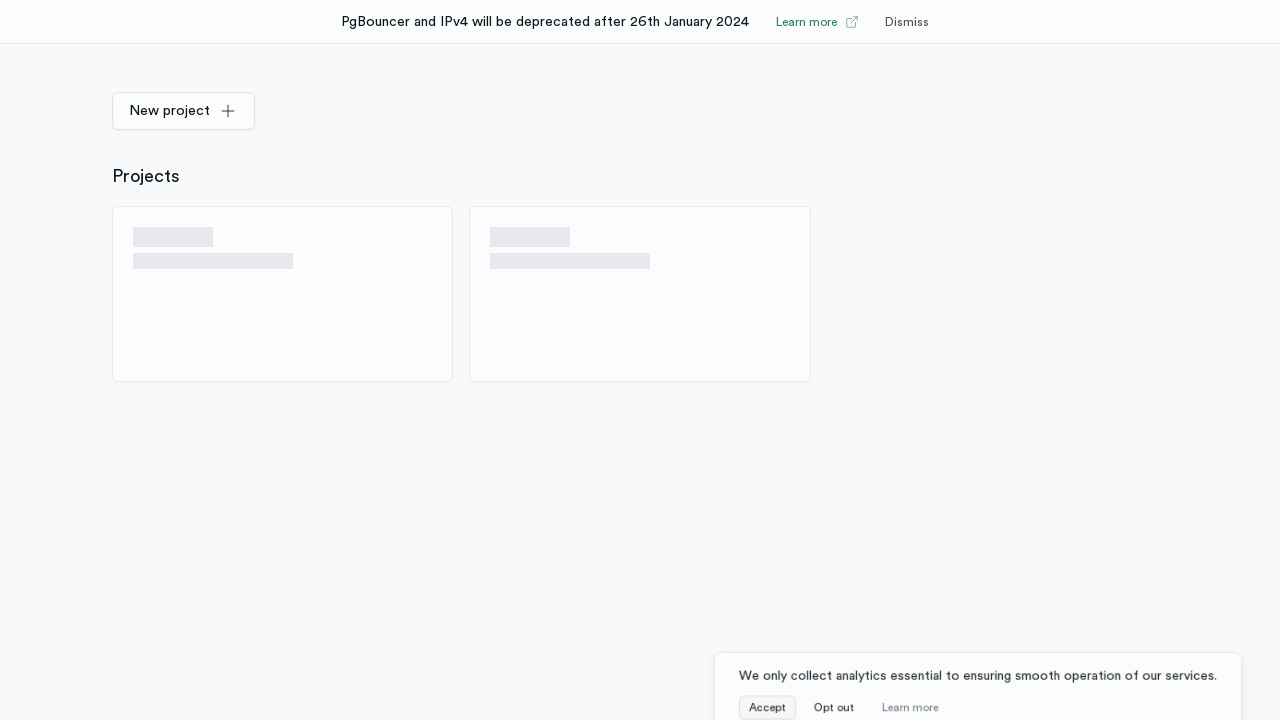 PgBouncer and IPv4 will be deprecated after 26th January 2024 Learn more Dismiss
New project
Projects
We only collect analytics essential to ensuring smooth operation of our services.
Accept Opt out Learn more